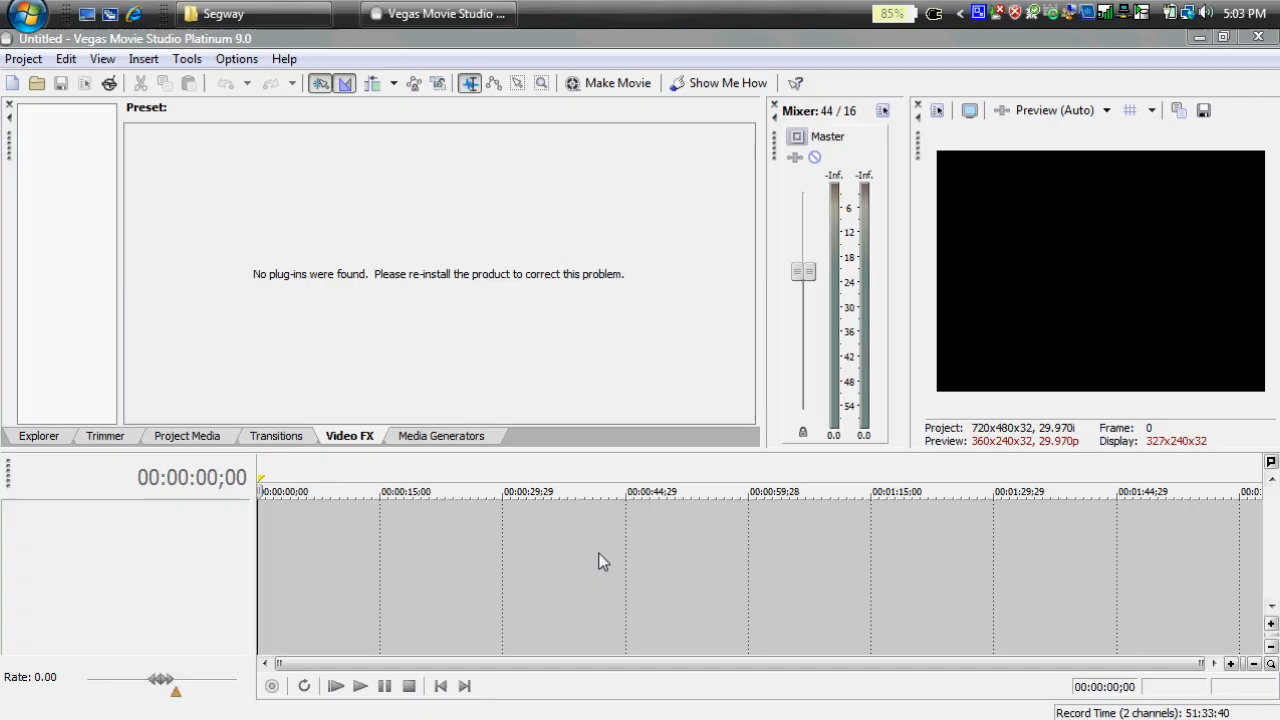 Segway
Vegas Movie Studio ...
85%
5:03 PM
Untitled - Vegas Movie Studio Platinum 9.0
Project Edit View Insert Tools Options Help
Make Movie
Show Me How
Preset:
No plug-ins were found. Please re-install the product to correct this problem.
Explorer
Trimmer
Project Media
Transitions
Video FX
Media Generators
Mixer: 44 / 16
Master
-Inf. -Inf.
6
12
18
24
30
36
42
48
54
0.0 0.0
Preview (Auto)
Project: 720x480x32, 29.970i
Frame: 0
Preview: 360x240x32, 29.970p
Display: 327x240x32
00:00:00;00
00:00:00;00 00:00:15;00 00:00:29;29 00:00:44;29 00:00:59;28 00:01:15;00 00:01:29;29 00:01:44;29
Rate: 0.00
00:00:00;00
Record Time (2 channels): 51:33:40